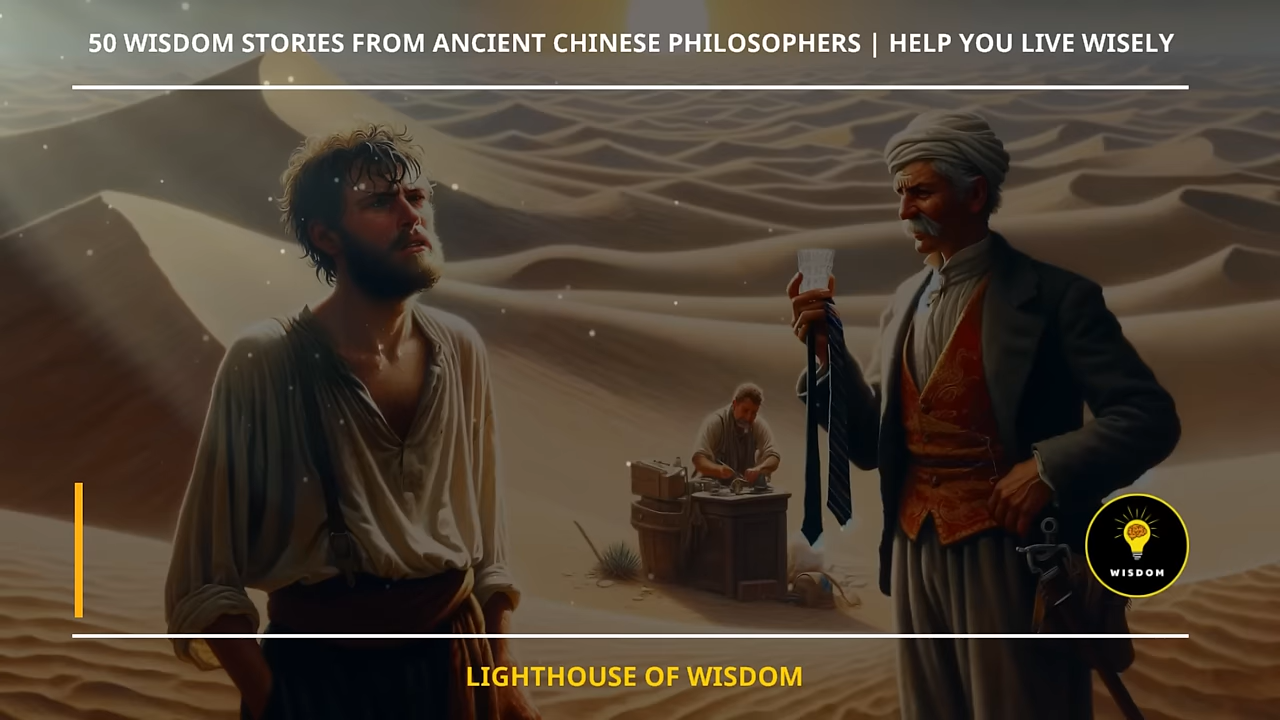 50 WISDOM STORIES FROM ANCIENT CHINESE PHILOSOPHERS | HELP YOU LIVE WISELY
WISDOM
LIGHTHOUSE OF WISDOM